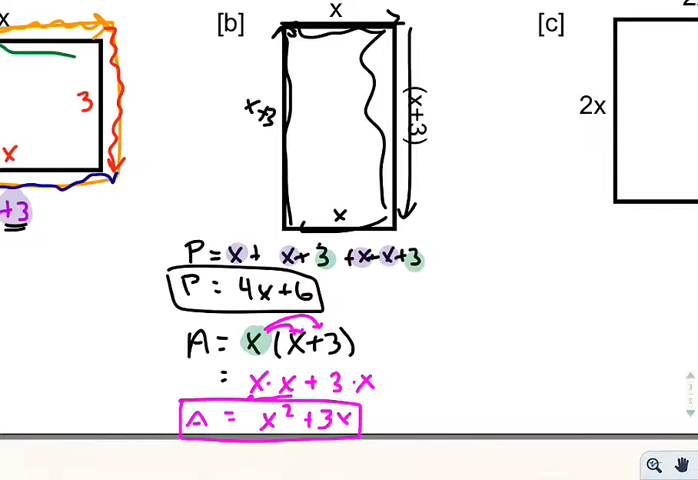 x
3
x
+3
[b]
x
x+3
(x+3)
x
P = x + x + 3 + x + x + 3
P = 4x + 6
A = x (x+3)
= x · x + 3 · x
A = x² + 3x
[c]
2x